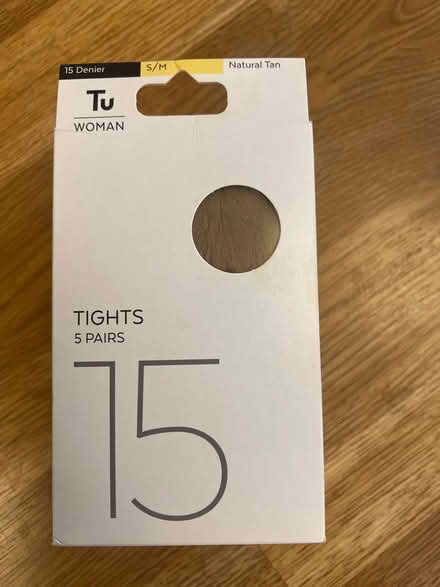 15 Denier S/M Natural Tan
Tu
WOMAN
TIGHTS
5 PAIRS
15